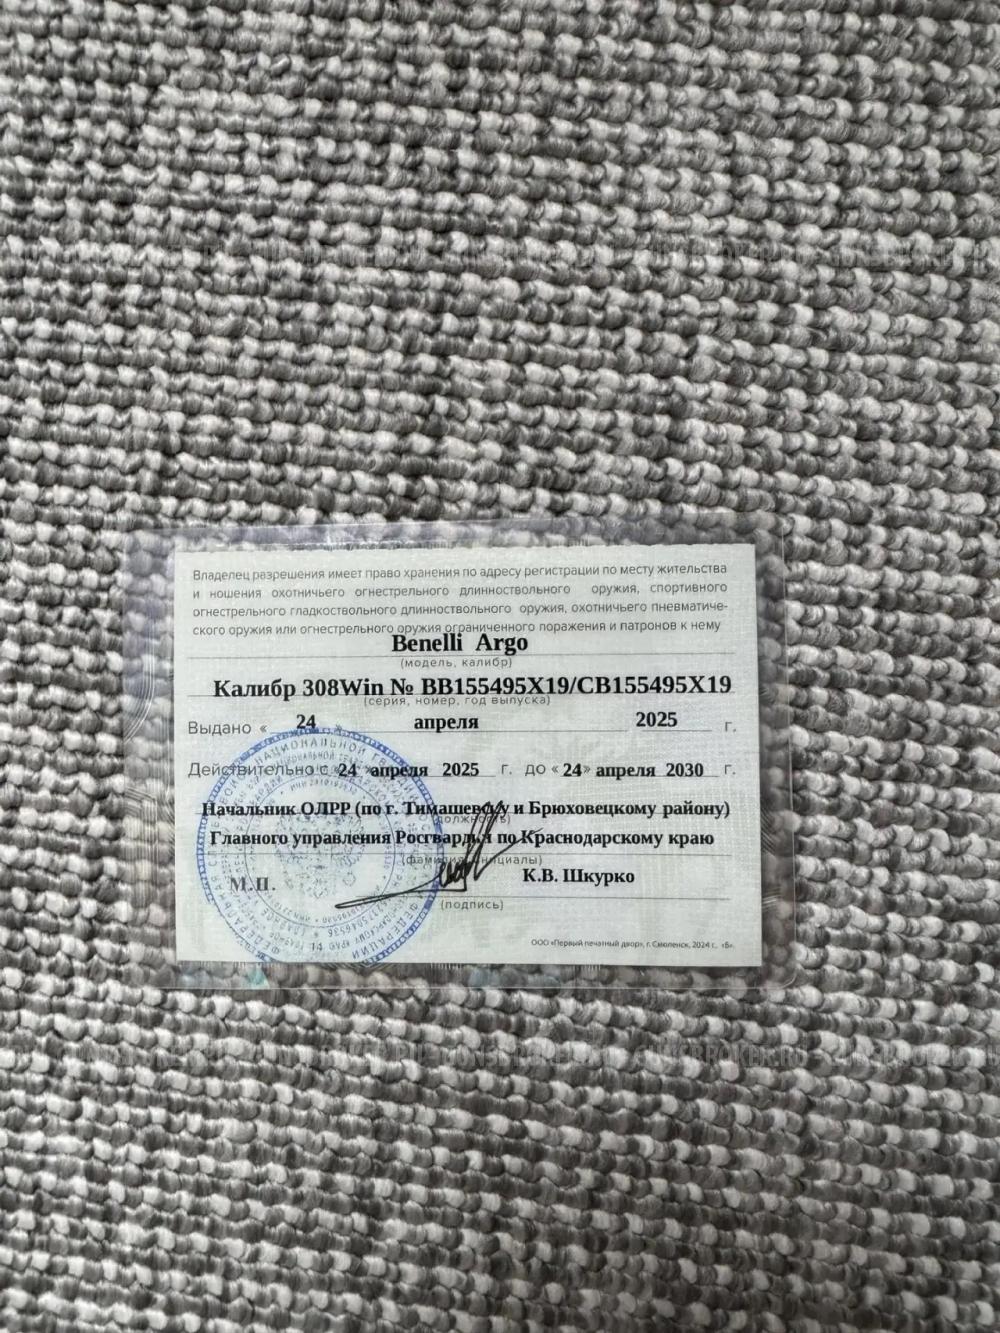 Владелец разрешения имеет право хранения по адресу регистрации по месту жительства
и ношения охотничьего огнестрельного длинноствольного оружия, спортивного
огнестрельного гладкоствольного длинноствольного оружия, охотничьего пневматиче-
ского оружия или огнестрельного оружия ограниченного поражения и патронов к нему
Benelli Argo
(модель, калибр)
Калибр 308Win № BB155495X19/CB155495X19
(серия, номер, год выпуска)
Выдано « 24 » апреля 2025 г.
Действительно с 24 » апреля 2025 г. до « 24 » апреля 2030 г.
Начальник ОЛРР (по г. Тимашевску и Брюховецкому району)
(должность)
Главного управления Росгвардии по Краснодарскому краю
(фамилия, инициалы)
М.П. К.В. Шкурко
(подпись)
ООО «Первый печатный двор», г. Смоленск, 2024 г., «Б».